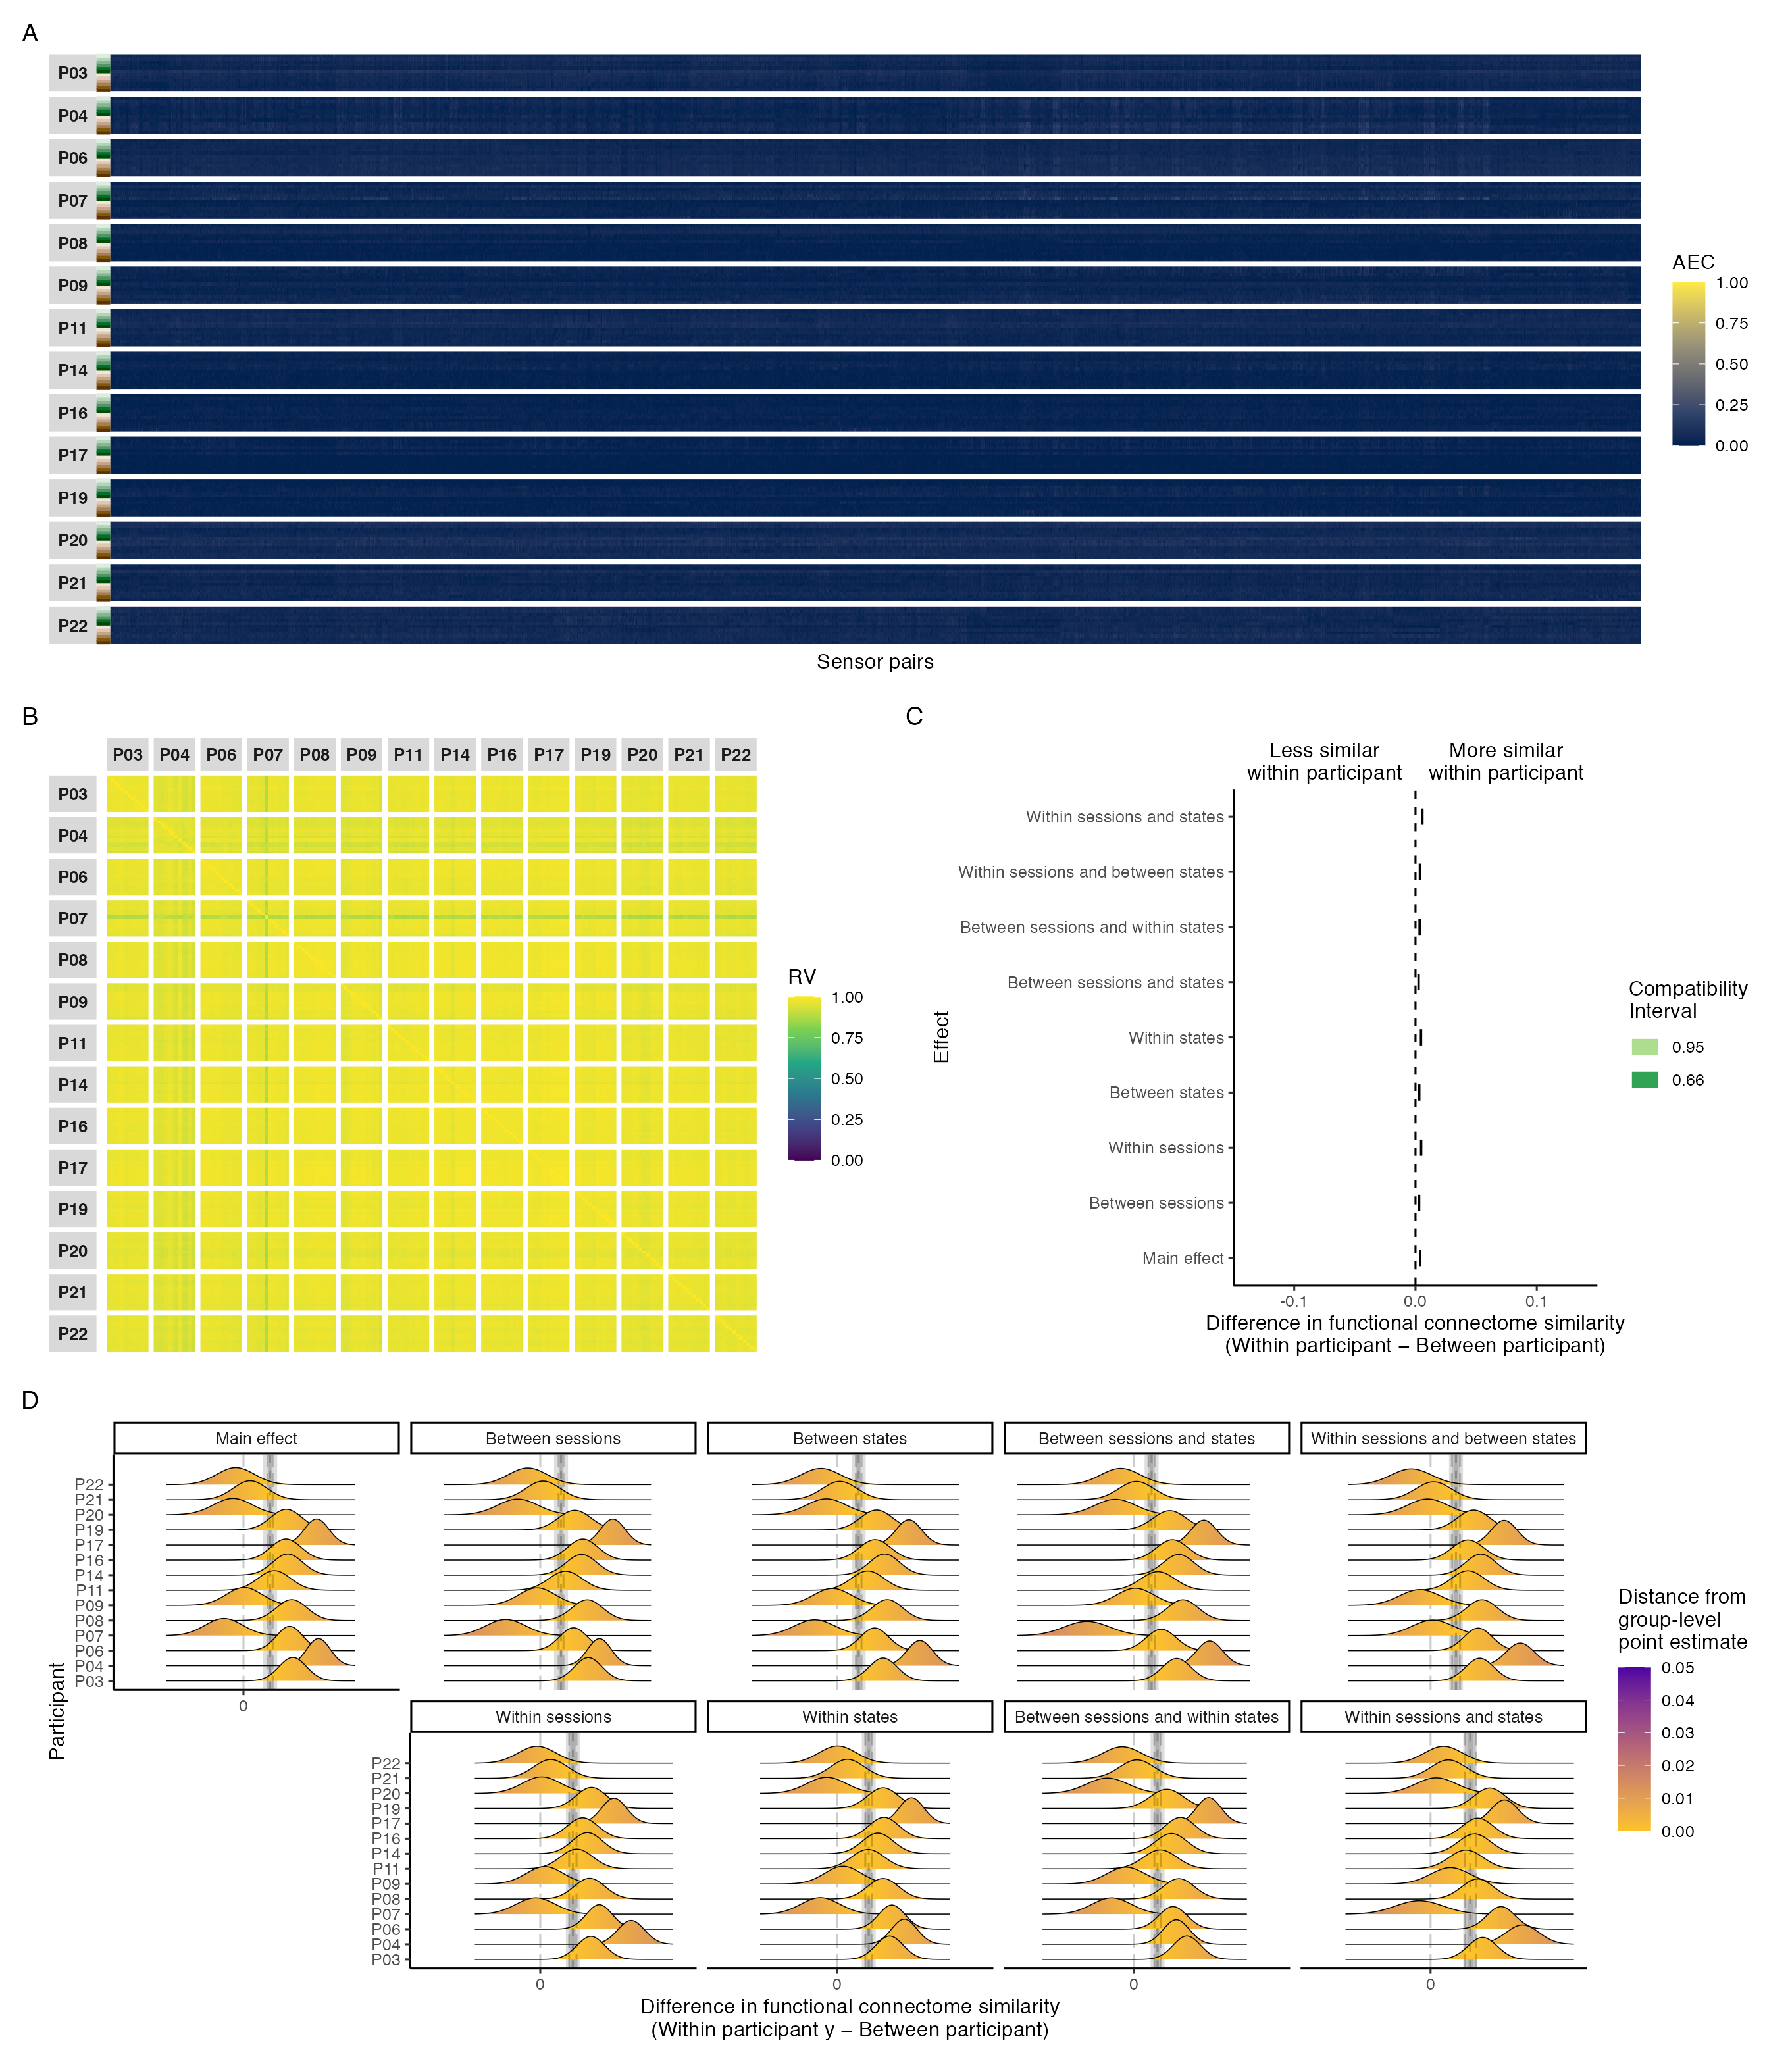 A
P03
P04
P06
P07
P08
P09
P11
P14
P16
P17
P19
P20
P21
P22
Sensor pairs
AEC
1.00
0.75
0.50
0.25
0.00
B
P03 P04 P06 P07 P08 P09 P11 P14 P16 P17 P19 P20 P21 P22
P03
P04
P06
P07
P08
P09
P11
P14
P16
P17
P19
P20
P21
P22
RV
1.00
0.75
0.50
0.25
0.00
C
Less similar
within participant
More similar
within participant
Effect
Within sessions and states
Within sessions and between states
Between sessions and within states
Between sessions and states
Within states
Between states
Within sessions
Between sessions
Main effect
-0.1 0.0 0.1
Difference in functional connectome similarity
(Within participant – Between participant)
Compatibility
Interval
0.95
0.66
D
Participant
Main effect
Between sessions
Between states
Between sessions and states
Within sessions and between states
P22
P21
P20
P19
P17
P16
P14
P11
P09
P08
P07
P06
P04
P03
0
Within sessions
Within states
Between sessions and within states
Within sessions and states
P22
P21
P20
P19
P17
P16
P14
P11
P09
P08
P07
P06
P04
P03
0 0 0 0
Difference in functional connectome similarity
(Within participant y – Between participant)
Distance from
group-level
point estimate
0.05
0.04
0.03
0.02
0.01
0.00